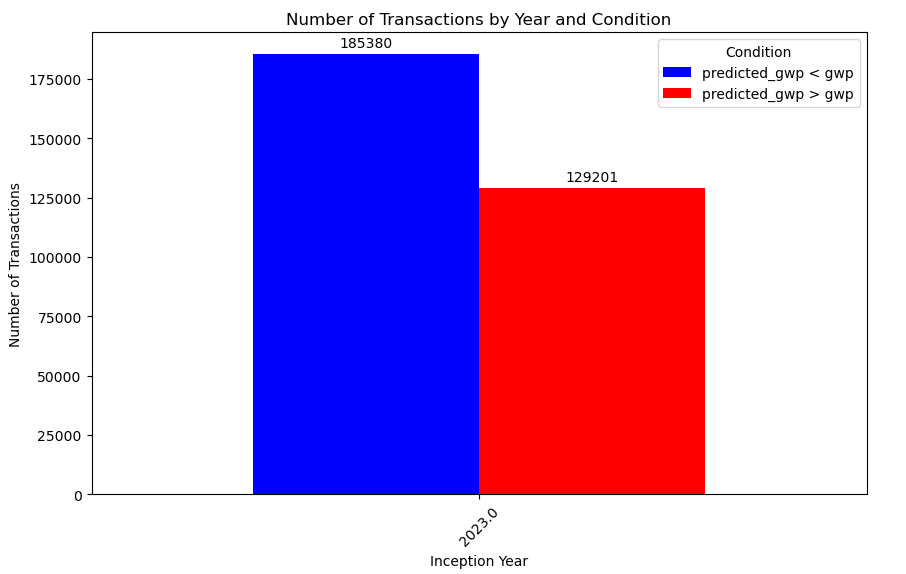 Number of Transactions by Year and Condition
185380
129201
Condition
predicted_gwp < gwp
predicted_gwp > gwp
Number of Transactions
175000
150000
125000
100000
75000
50000
25000
0
2023.0
Inception Year